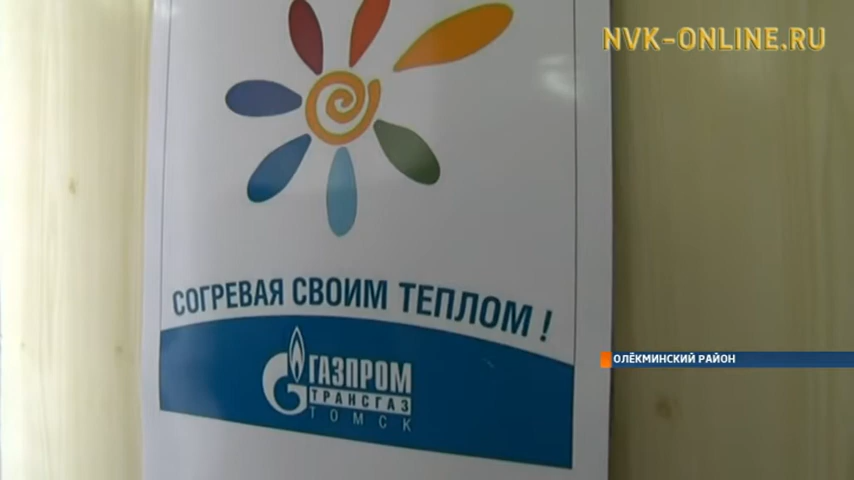 NVK-ONLINE.RU
СОГРЕВАЯ СВОИМ ТЕПЛОМ !
ГАЗПРОМ
ТРАНСГАЗ
ТОМСК
ОЛЁКМИНСКИЙ РАЙОН